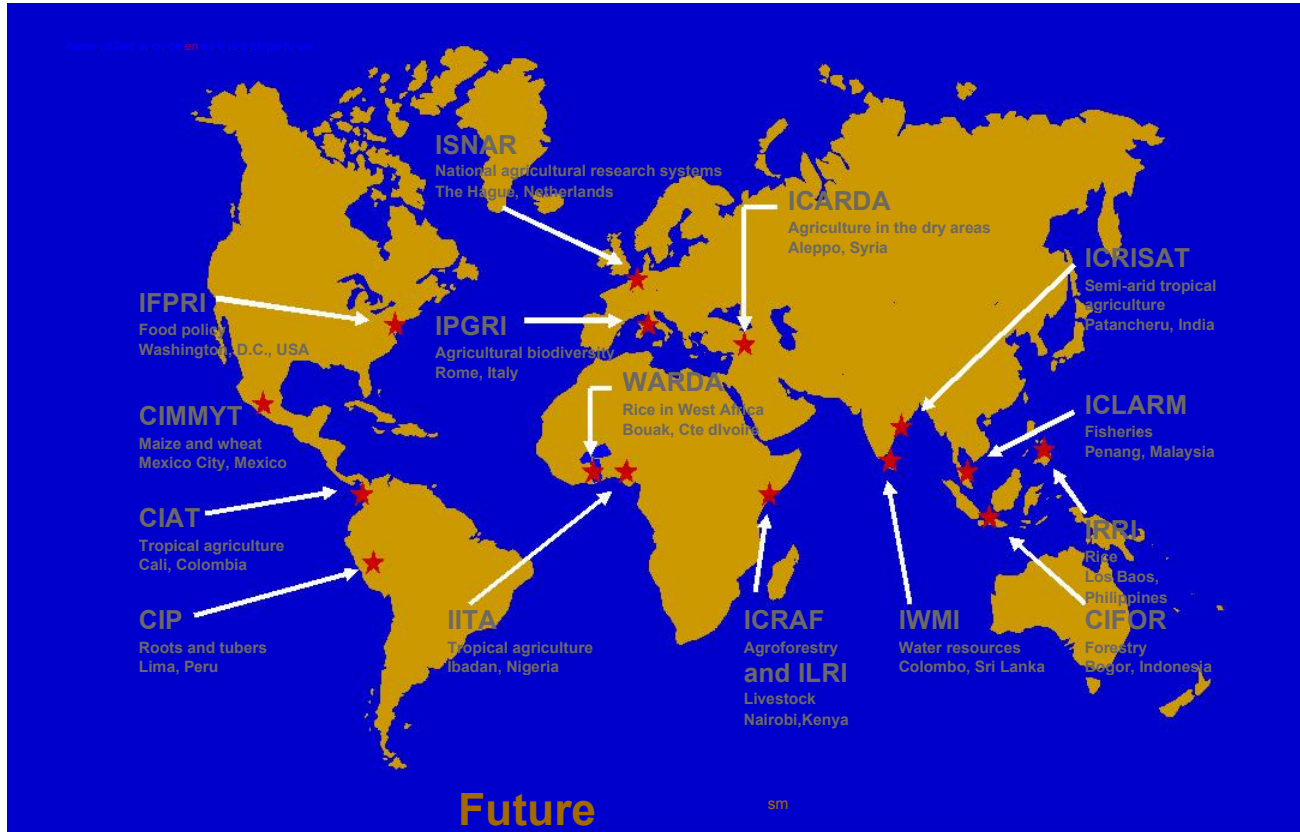 en
ISNAR
National agricultural research systems
The Hague, Netherlands
ICARDA
Agriculture in the dry areas
Aleppo, Syria
ICRISAT
Semi-arid tropical
agriculture
Patancheru, India
IFPRI
Food policy
Washington, D.C., USA
IPGRI
Agricultural biodiversity
Rome, Italy
WARDA
Rice in West Africa
Bouak, Cte dIvoire
CIMMYT
Maize and wheat
Mexico City, Mexico
ICLARM
Fisheries
Penang, Malaysia
CIAT
Tropical agriculture
Cali, Colombia
IRRI
Rice
Los Baos,
Philippines
CIP
Roots and tubers
Lima, Peru
IITA
Tropical agriculture
Ibadan, Nigeria
ICRAF
Agroforestry
and ILRI
Livestock
Nairobi,Kenya
IWMI
Water resources
Colombo, Sri Lanka
CIFOR
Forestry
Bogor, Indonesia
Future
sm